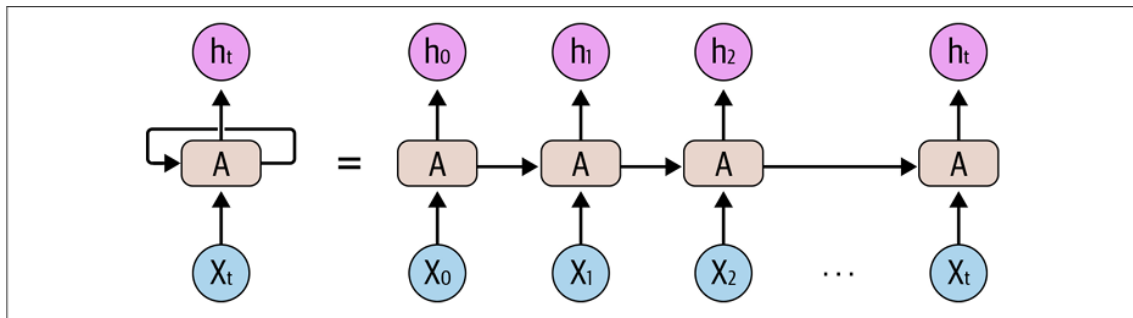 hₜ h₀ h₁ h₂ hₜ
A = A A A A
Xₜ X₀ X₁ X₂ ... Xₜ